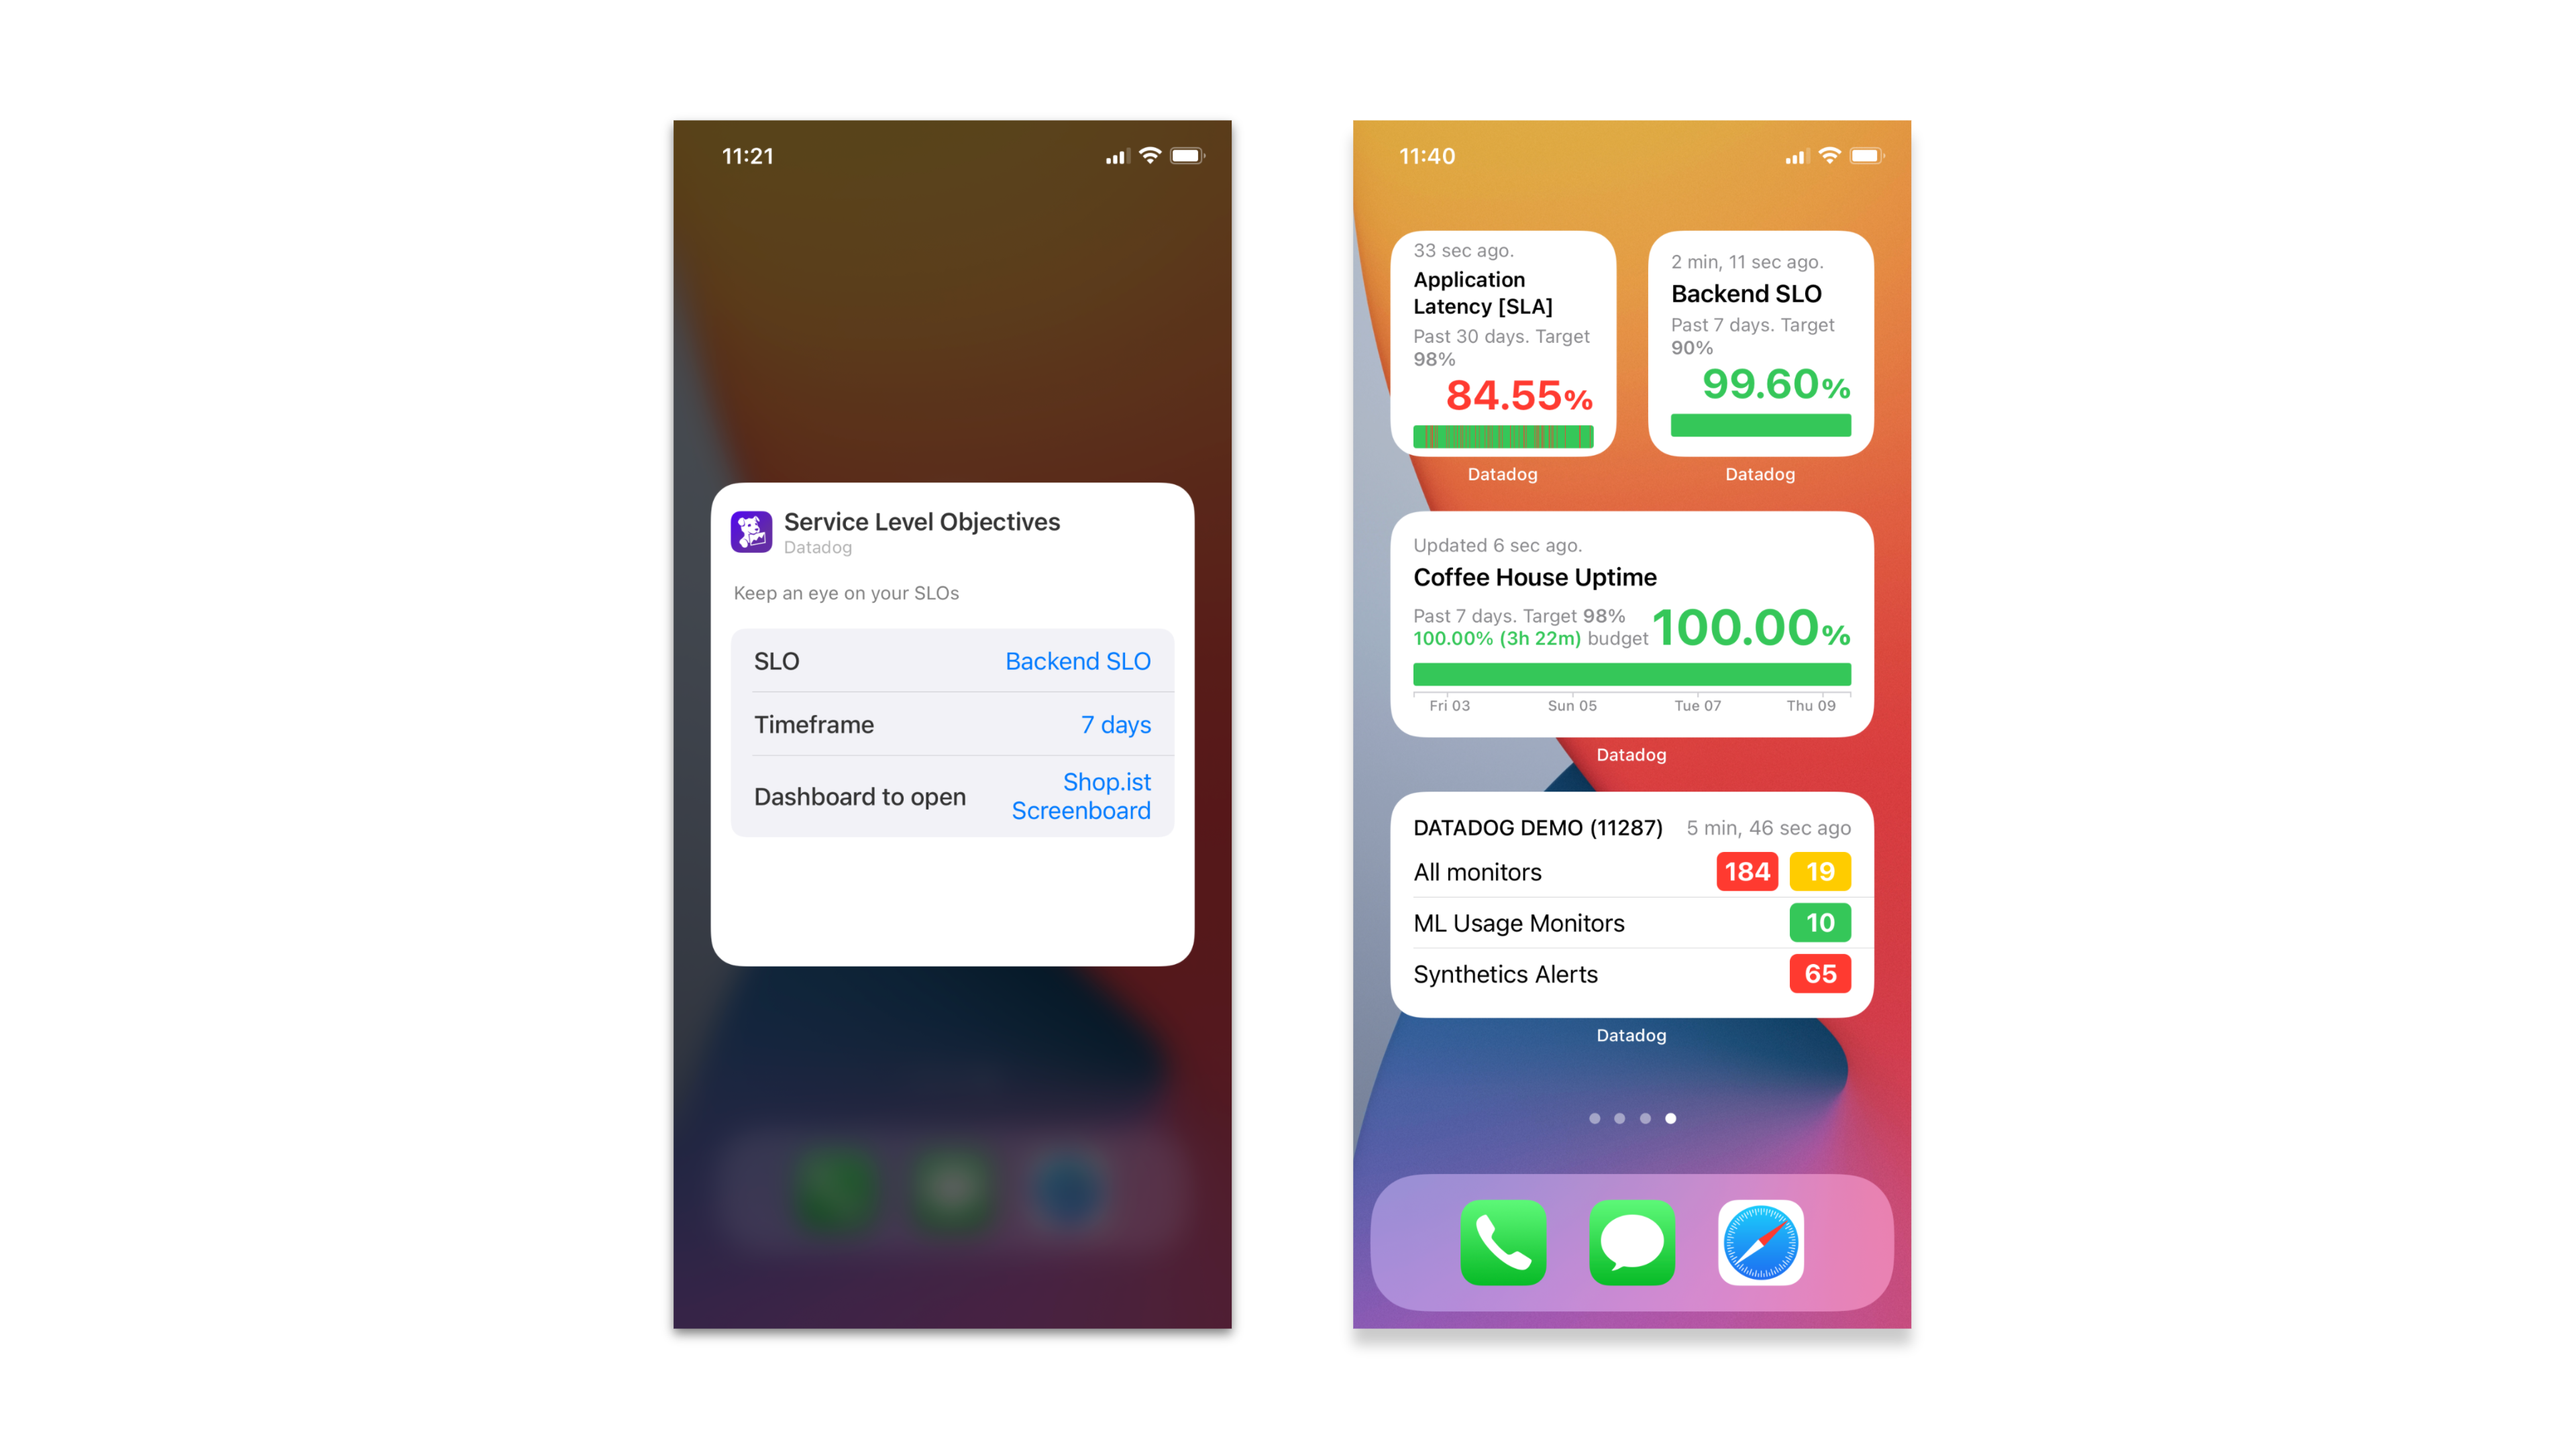 11:21
Service Level Objectives
Datadog
Keep an eye on your SLOs
SLO
Backend SLO
Timeframe
7 days
Dashboard to open
Shop.ist
Screenboard
11:40
33 sec ago.
Application
Latency [SLA]
Past 30 days. Target
98%
84.55%
Datadog
2 min, 11 sec ago.
Backend SLO
Past 7 days. Target
90%
99.60%
Datadog
Updated 6 sec ago.
Coffee House Uptime
Past 7 days. Target 98%
100.00% (3h 22m) budget
100.00%
Fri 03 Sun 05 Tue 07 Thu 09
Datadog
DATADOG DEMO (11287) 5 min, 46 sec ago
All monitors 184 19
ML Usage Monitors 10
Synthetics Alerts 65
Datadog